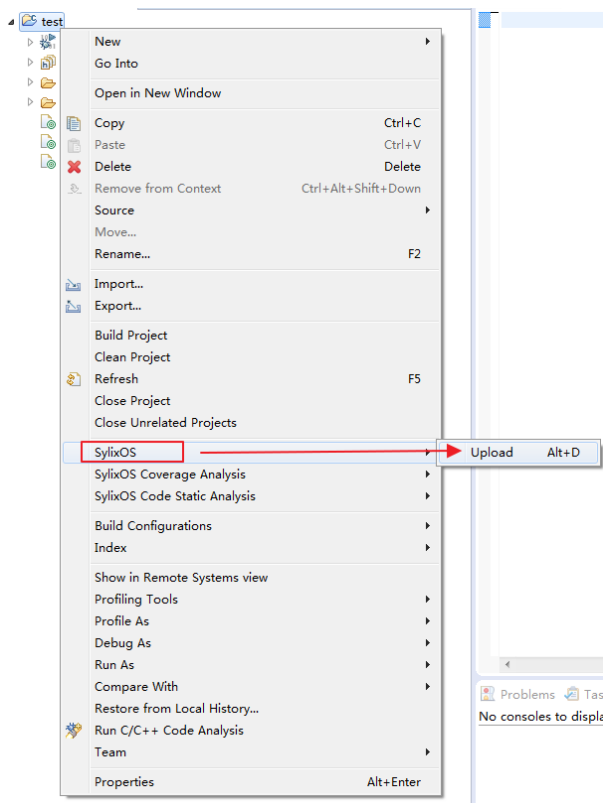 test
New
Go Into
Open in New Window
Copy Ctrl+C
Paste Ctrl+V
Delete Delete
Remove from Context Ctrl+Alt+Shift+Down
Source
Move...
Rename... F2
Import...
Export...
Build Project
Clean Project
Refresh F5
Close Project
Close Unrelated Projects
SylixOS
Upload Alt+D
SylixOS Coverage Analysis
SylixOS Code Static Analysis
Build Configurations
Index
Show in Remote Systems view
Profiling Tools
Profile As
Debug As
Run As
Compare With
Restore from Local History...
Problems Tas
Run C/C++ Code Analysis
No consoles to displa
Team
Properties Alt+Enter